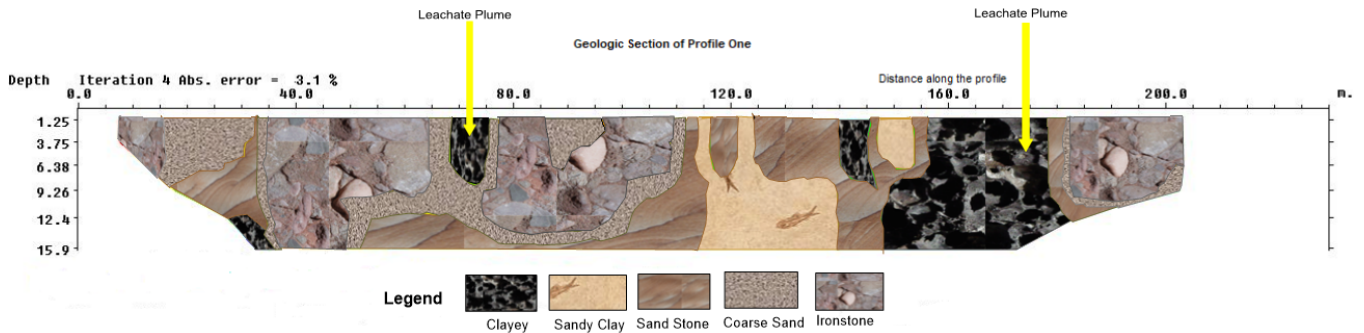 Leachate Plume
Leachate Plume
Geologic Section of Profile One
Depth Iteration 4 Abs. error = 3.1 %
Distance along the profile
0.0 40.0 80.0 120.0 160.0 200.0 m.
1.25
3.75
6.38
9.26
12.4
15.9
Legend
Clayey Sandy Clay Sand Stone Coarse Sand Ironstone